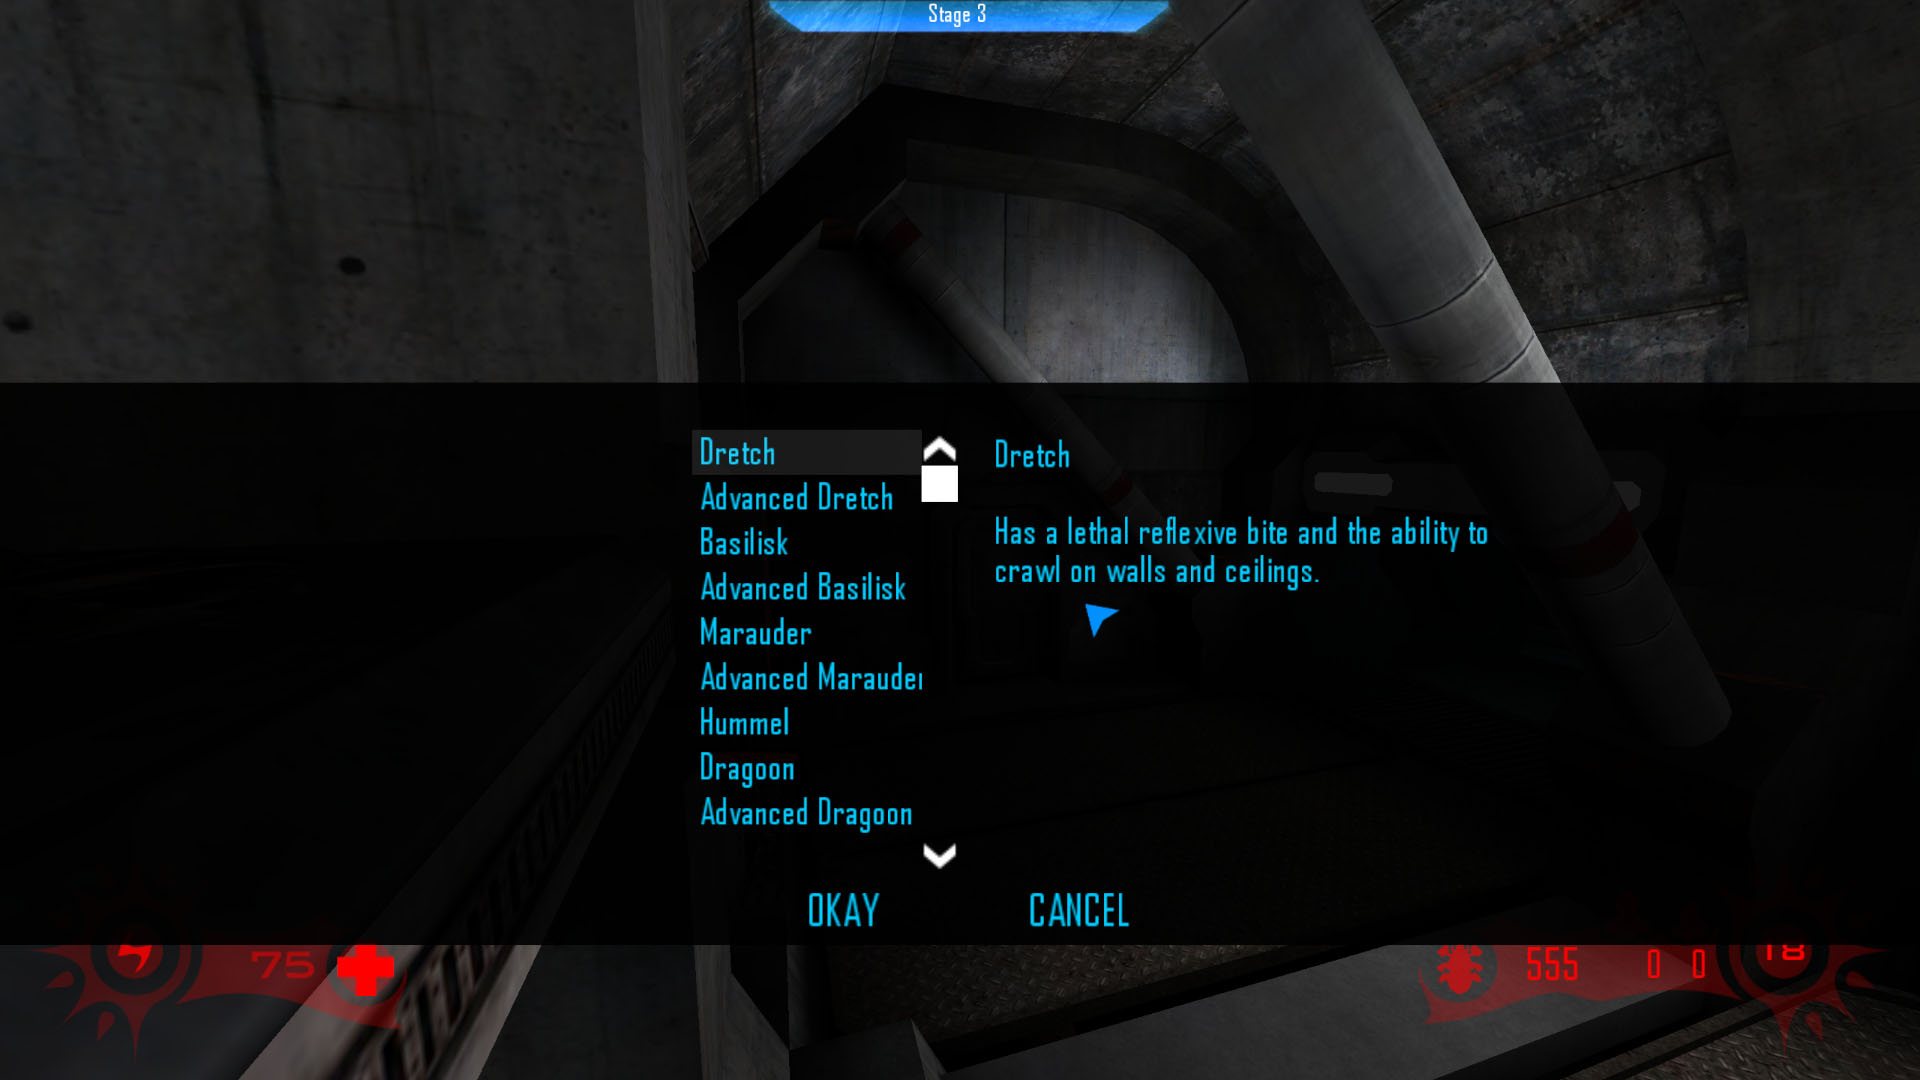 Stage 3
Dretch
Advanced Dretch
Basilisk
Advanced Basilisk
Marauder
Advanced Marauder
Hummel
Dragoon
Advanced Dragoon
Dretch
Has a lethal reflexive bite and the ability to
crawl on walls and ceilings.
OKAY
CANCEL
75
555
0
0
18